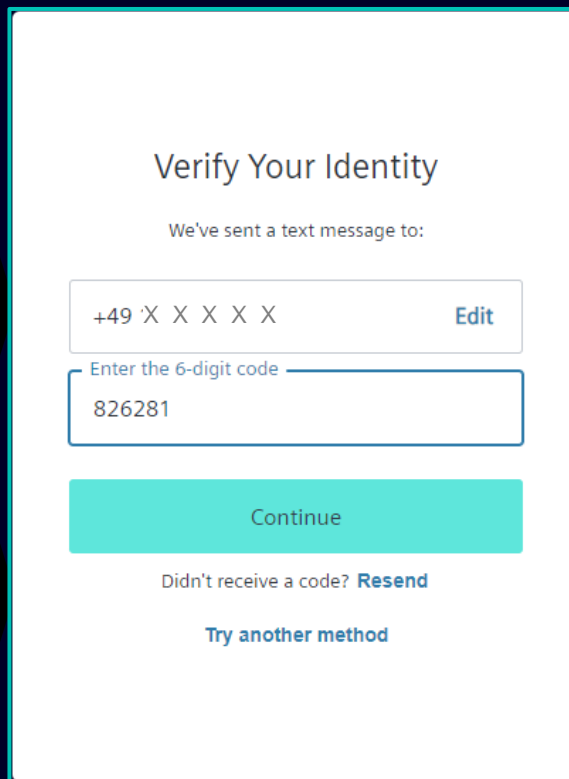 Verify Your Identity
We've sent a text message to:
+49 X X X X X
Edit
Enter the 6-digit code
826281
Continue
Didn't receive a code? Resend
Try another method